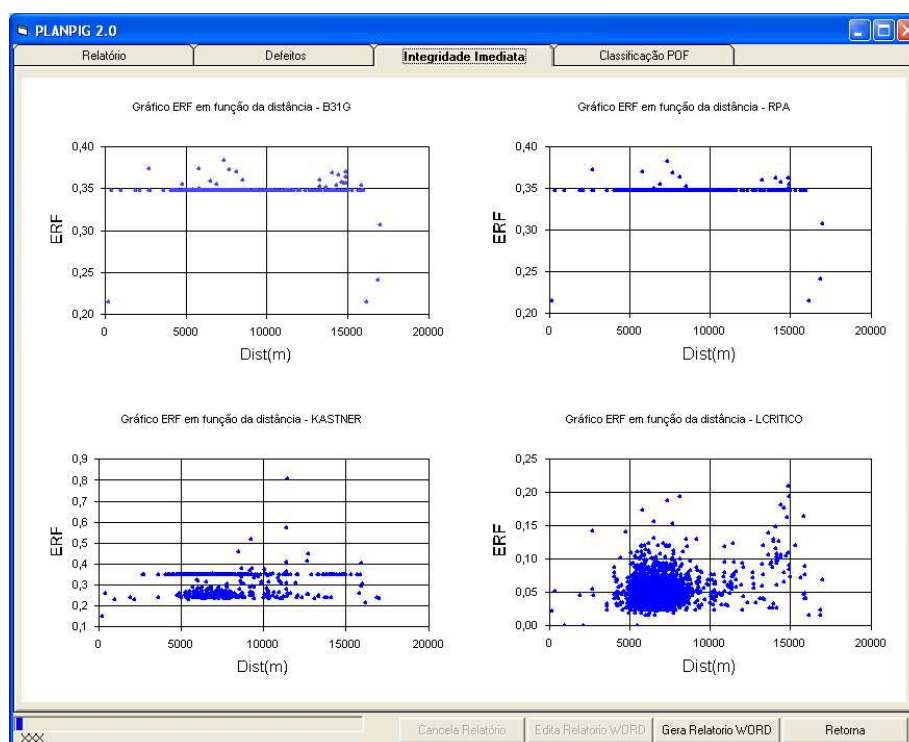 PLANPIG 2.0
Relatório Defeitos Integridade Imediata Classificação POF
Gráfico ERF em função da distância - B31G
0,40
0,35
0,30
0,25
0,20
ERF
0 5000 10000 15000 20000
Dist(m)
Gráfico ERF em função da distância - RPA
0,40
0,35
0,30
0,25
0,20
ERF
0 5000 10000 15000 20000
Dist(m)
Gráfico ERF em função da distância - KASTNER
0,9
0,8
0,7
0,6
0,5
0,4
0,3
0,2
0,1
ERF
0 5000 10000 15000 20000
Dist(m)
Gráfico ERF em função da distância - LCRITICO
0,25
0,20
0,15
0,10
0,05
0,00
ERF
0 5000 10000 15000 20000
Dist(m)
XXX
Cancela Relatório Edita Relatorio WORD Gera Relatorio WORD Retorna